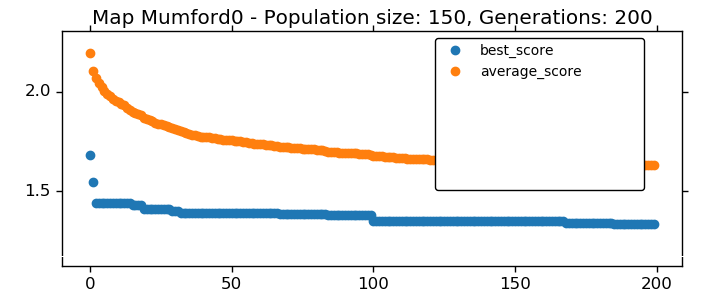 Map Mumford0 - Population size: 150, Generations: 200
best_score
average_score
2.0
1.5
0 50 100 150 200